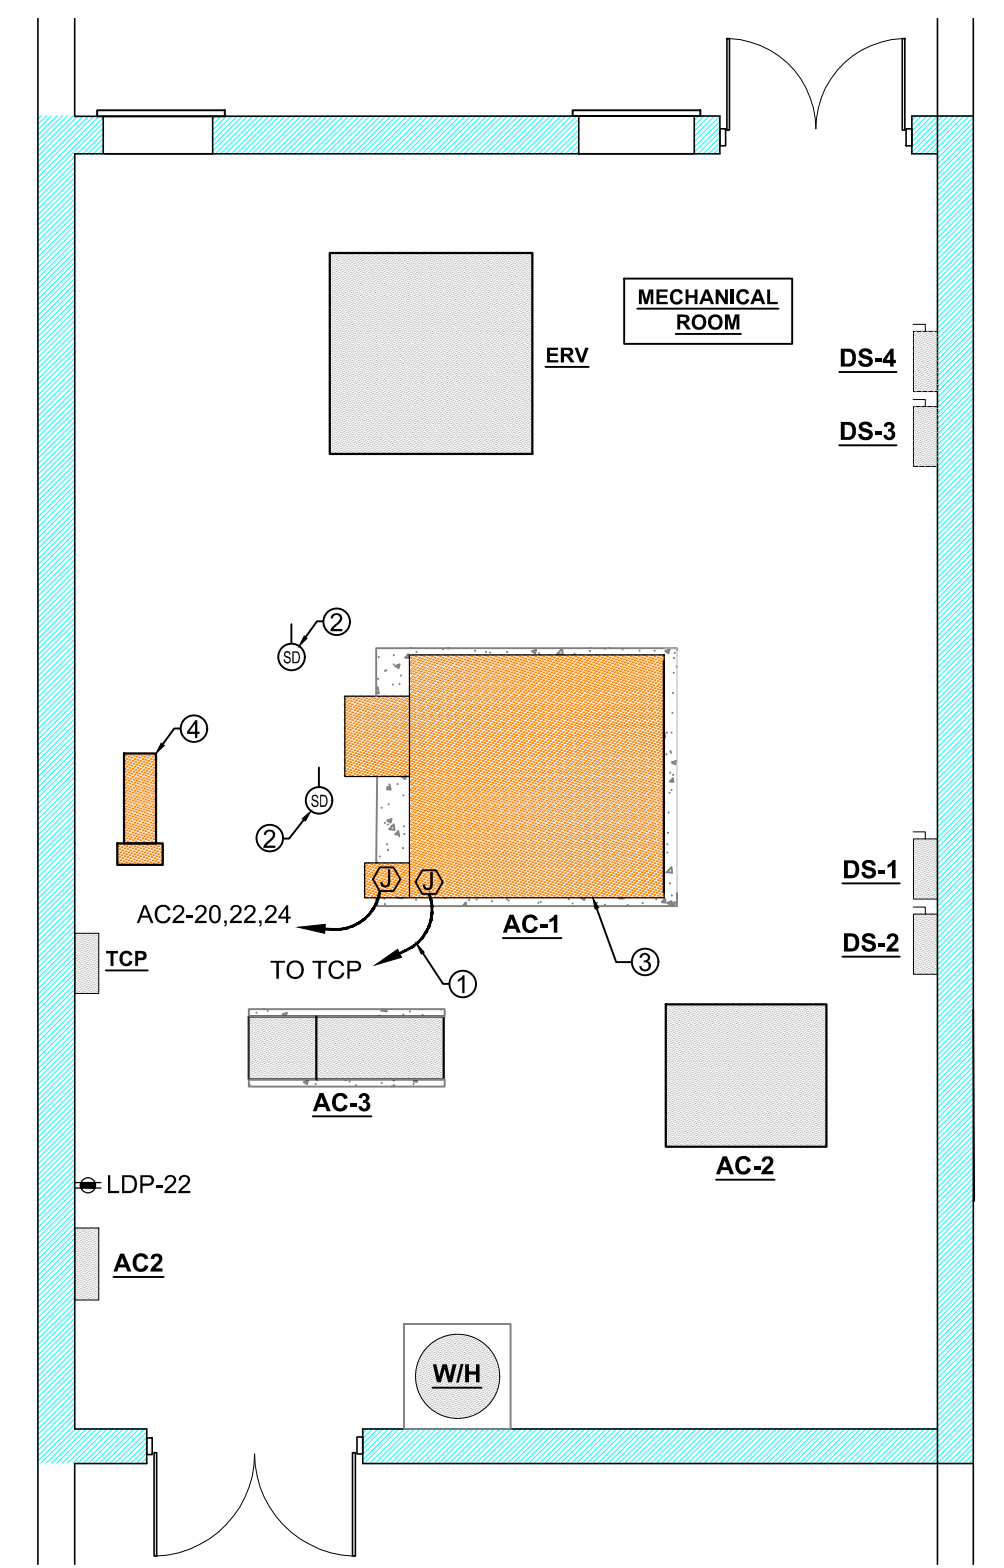 MECHANICAL
ROOM
ERV
DS-4
DS-3
2
SD
4
SD
2
J
J
DS-1
AC2-20,22,24
AC-1
DS-2
TCP
TO TCP
3
1
AC-3
AC-2
LDP-22
AC2
W/H